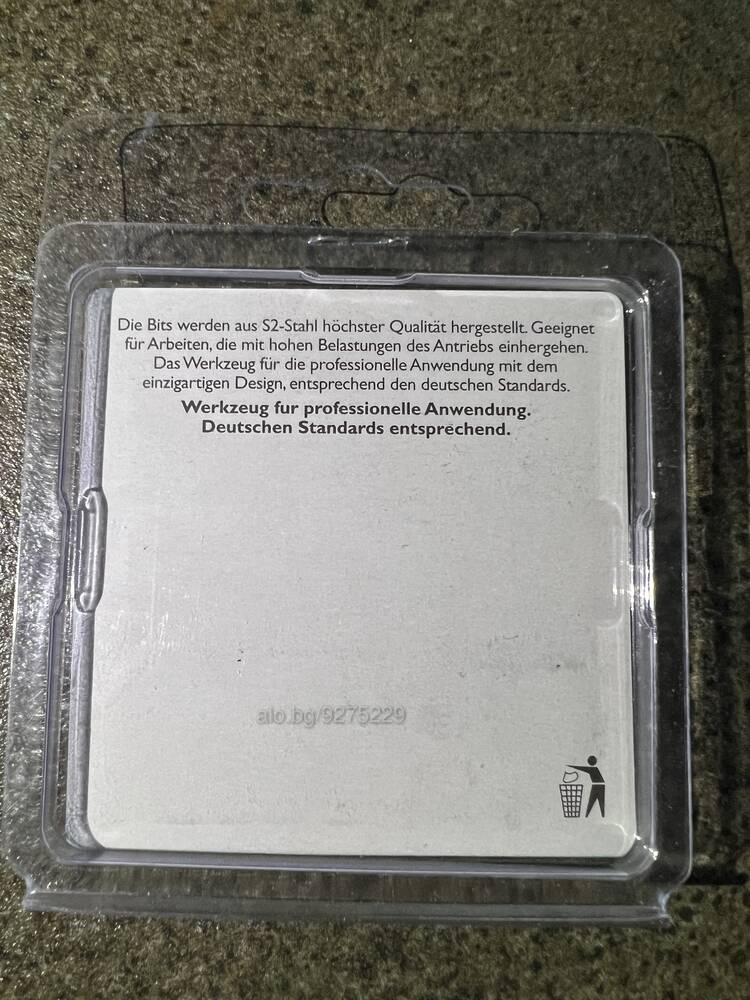 Die Bits werden aus S2-Stahl höchster Qualität hergestellt. Geeignet
für Arbeiten, die mit hohen Belastungen des Antriebs einhergehen.
Das Werkzeug für die professionelle Anwendung mit dem
einzigartigen Design, entsprechend den deutschen Standards.
Werkzeug fur professionelle Anwendung.
Deutschen Standards entsprechend.
alo.bg/9275229